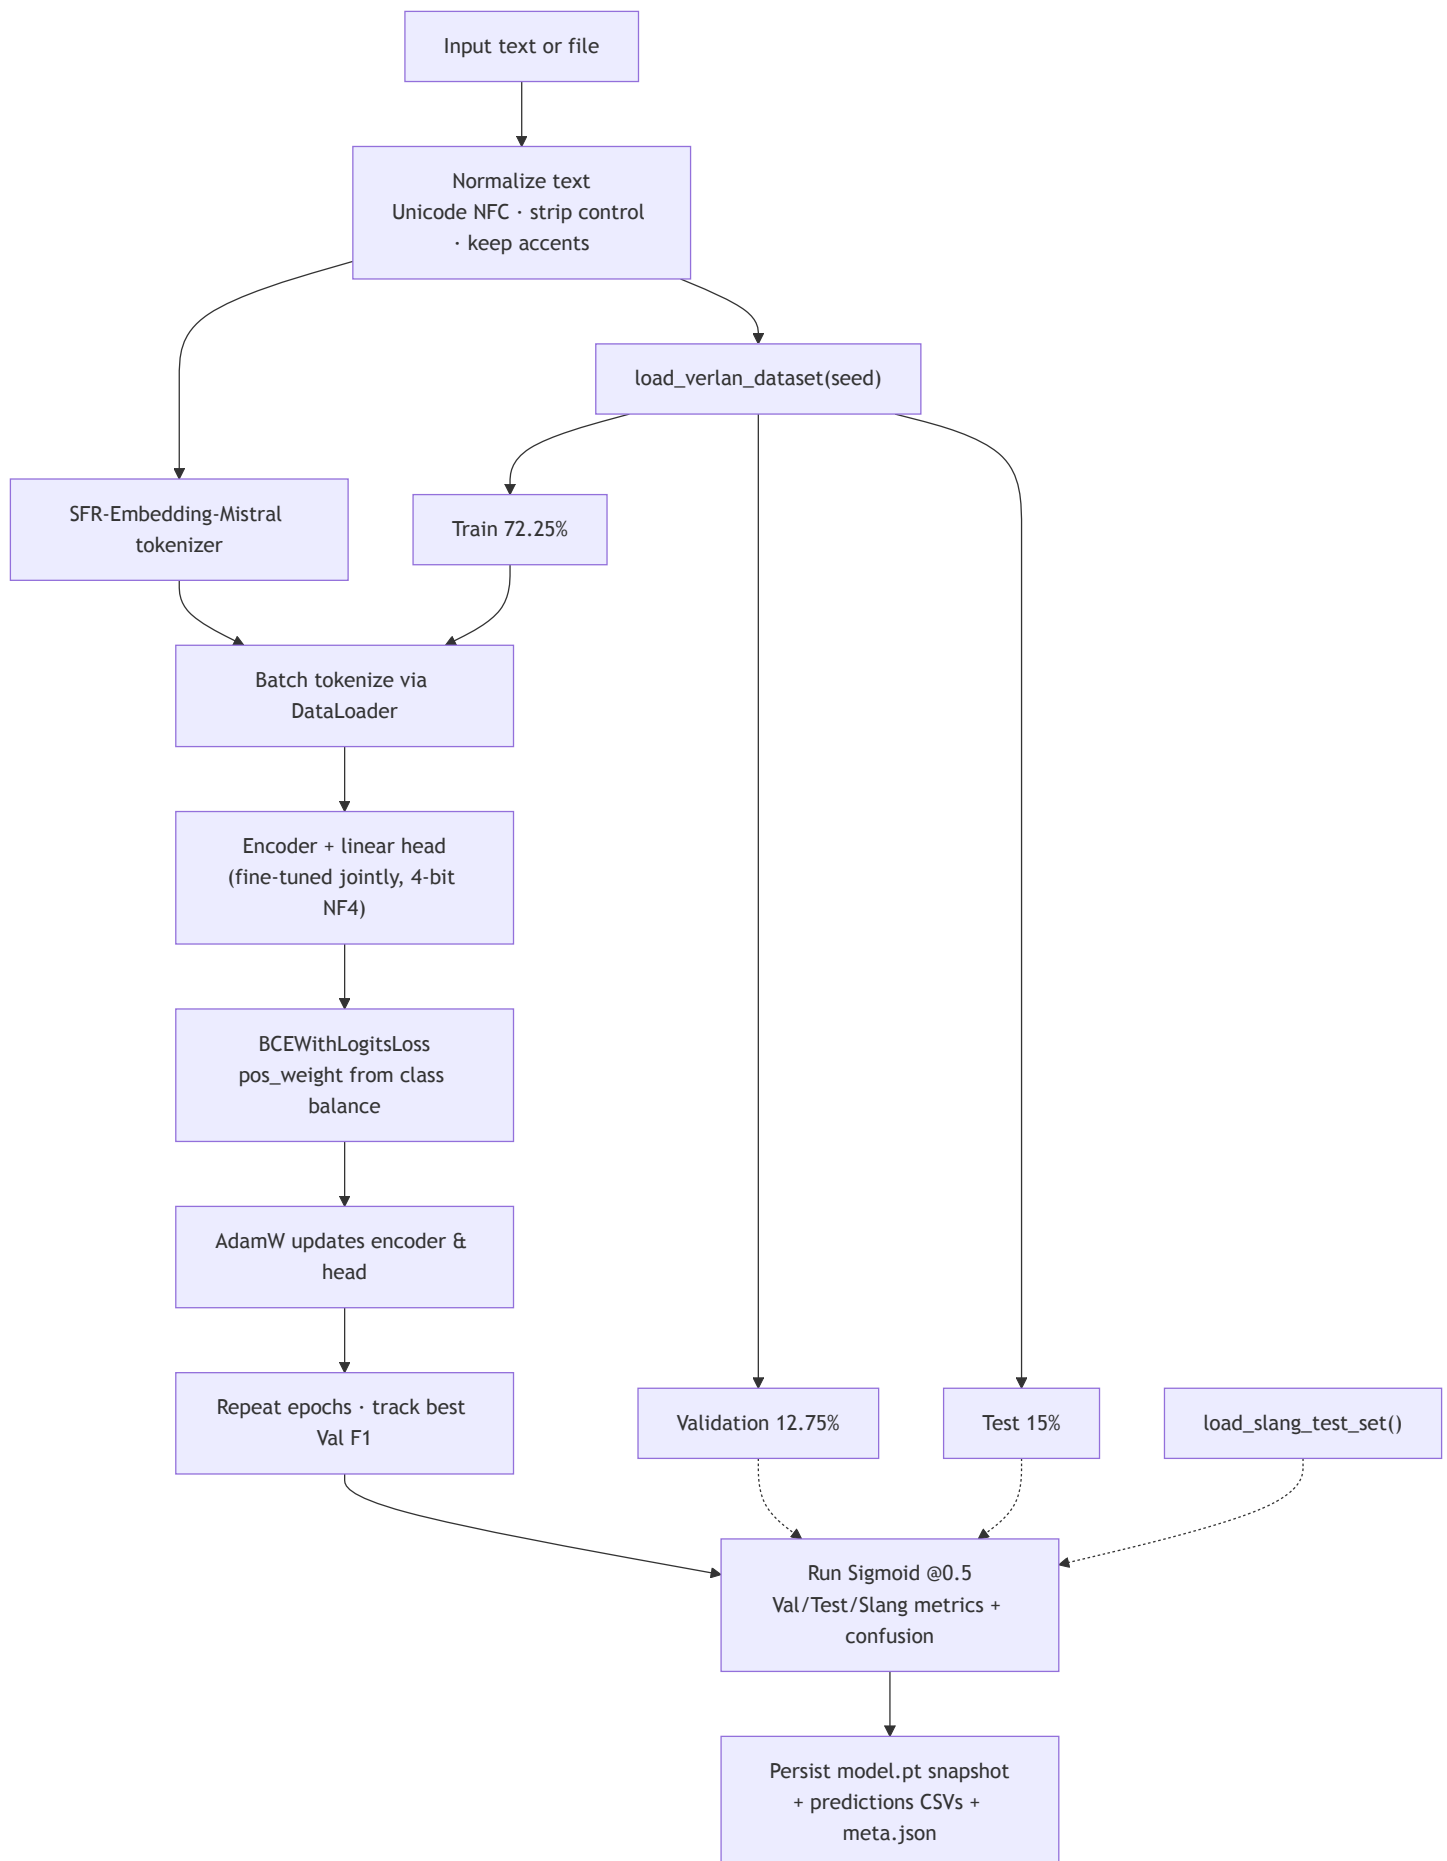 Input text or file
Normalize text
Unicode NFC · strip control
· keep accents
load_verlan_dataset(seed)
SFR-Embedding-Mistral
tokenizer
Train 72.25%
Batch tokenize via
DataLoader
Encoder + linear head
(fine-tuned jointly, 4-bit
NF4)
BCEWithLogitsLoss
pos_weight from class
balance
AdamW updates encoder &
head
Repeat epochs · track best
Val F1
Validation 12.75%
Test 15%
load_slang_test_set()
Run Sigmoid @0.5
Val/Test/Slang metrics +
confusion
Persist model.pt snapshot
+ predictions CSVs +
meta.json